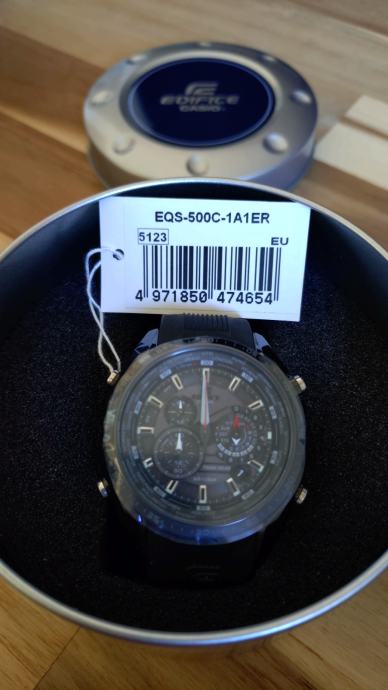 EDIFICE
CASIO
EQS-500C-1A1ER
5123
EU
4 971850 474654